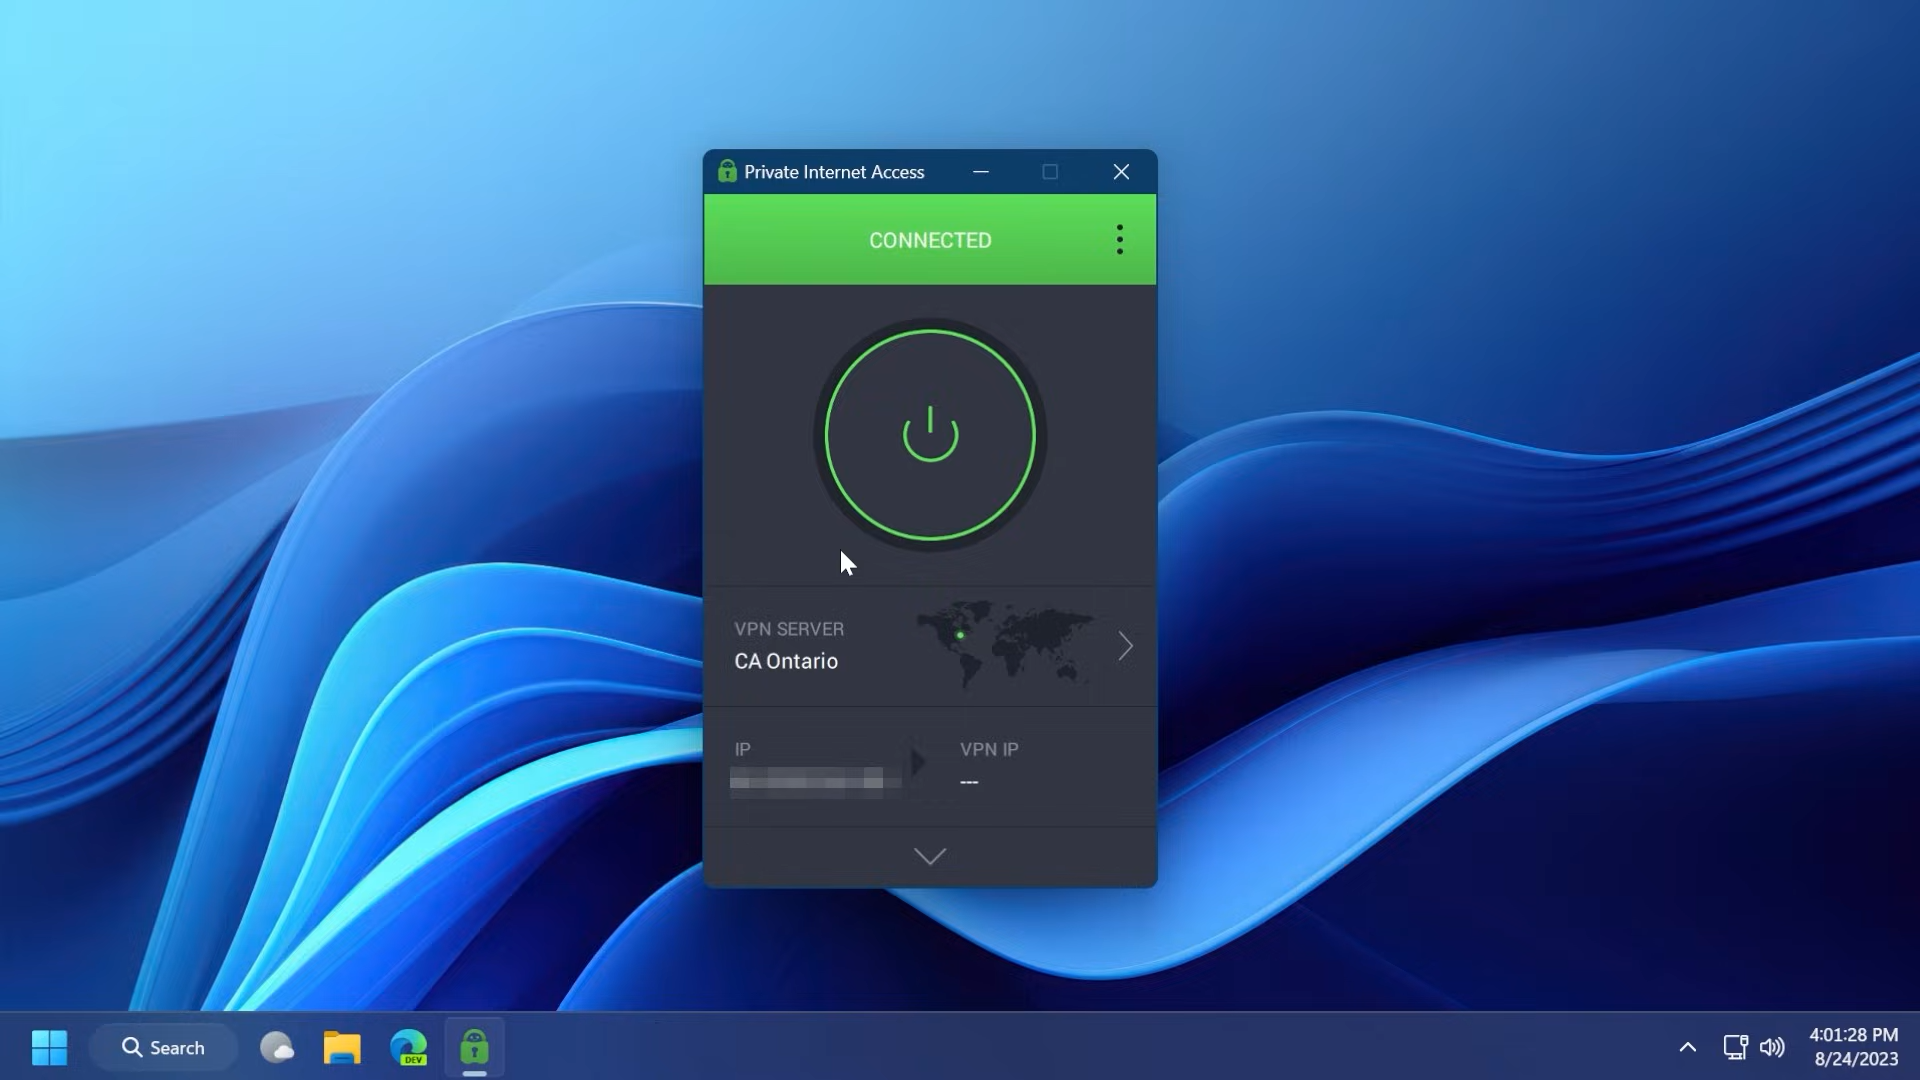 Private Internet Access
CONNECTED
VPN SERVER
CA Ontario
IP
VPN IP
---
Search
DEV
4:01:28 PM
8/24/2023